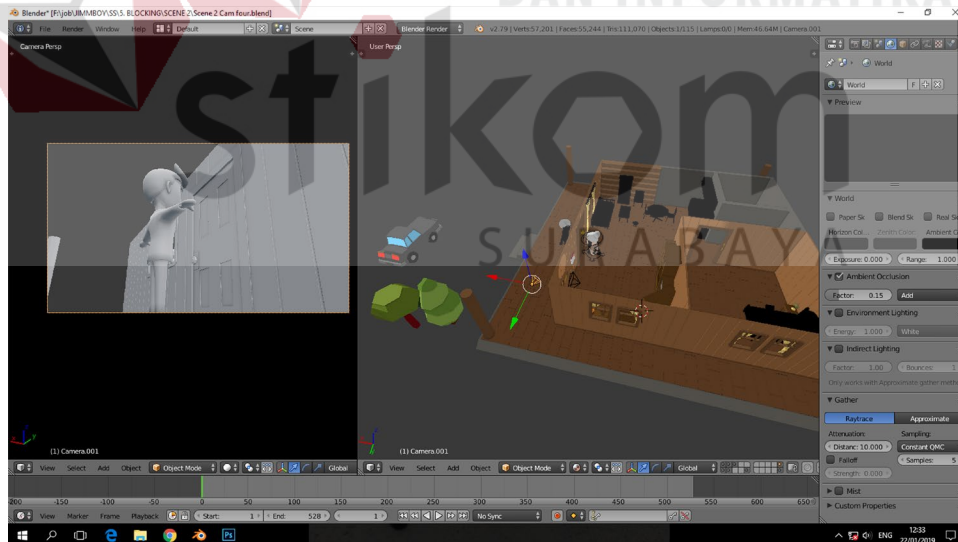 Blender* [F:\job\JIMMBOY\SS\5. BLOCKING\SCENE 2\Scene 2 Cam four.blend]
File Render Window Help Default Scene Blender Render v2.79 | Verts:57,201 | Faces:55,244 | Tris:111,070 | Objects:1/115 | Lamps:0/0 | Mem:46.64M | Camera.001
Camera Persp
User Persp
stikom
SURABAYA
World
World F
Preview
World
Paper Sk Blend Sk Real Sk
Horizon Col... Zenith Color Ambient C
Exposure: 0.000 Range: 1.000
Ambient Occlusion
Factor: 0.15 Add
Environment Lighting
Energy: 1.000 White
Indirect Lighting
Factor: 1.00 Bounces: 1
Only works with Approximate gather meth
Gather
Raytrace Approximate
Attenuation: Sampling:
Distanc: 10.000 Constant QMC
Falloff Samples: 5
Strength: 0.000
Mist
Custom Properties
(1) Camera.001
(1) Camera.001
View Select Add Object Object Mode Global
View Select Add Object Object Mode Global
-200 -150 -100 -50 0 50 100 150 200 250 300 350 400 450 500 550 600 650
View Marker Frame Playback Start: 1 End: 528 1 No Sync
Ps
ENG
12:33
22/01/2019